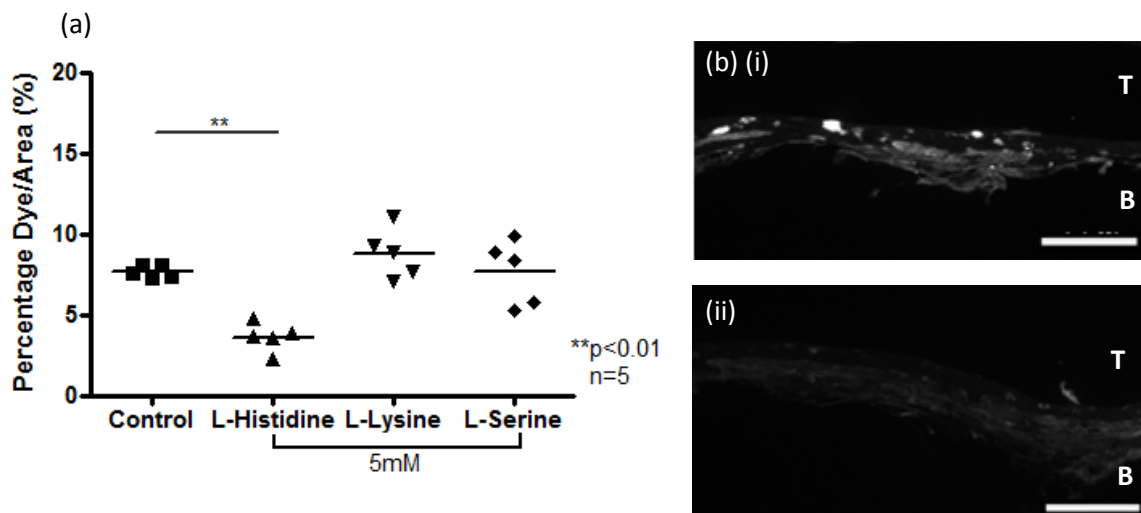 (a)
Percentage Dye/Area (%)
20
15
10
5
0
**
Control L-Histidine L-Lysine L-Serine
5mM
**p<0.01
n=5
(b) (i)
T
B
(ii)
T
B